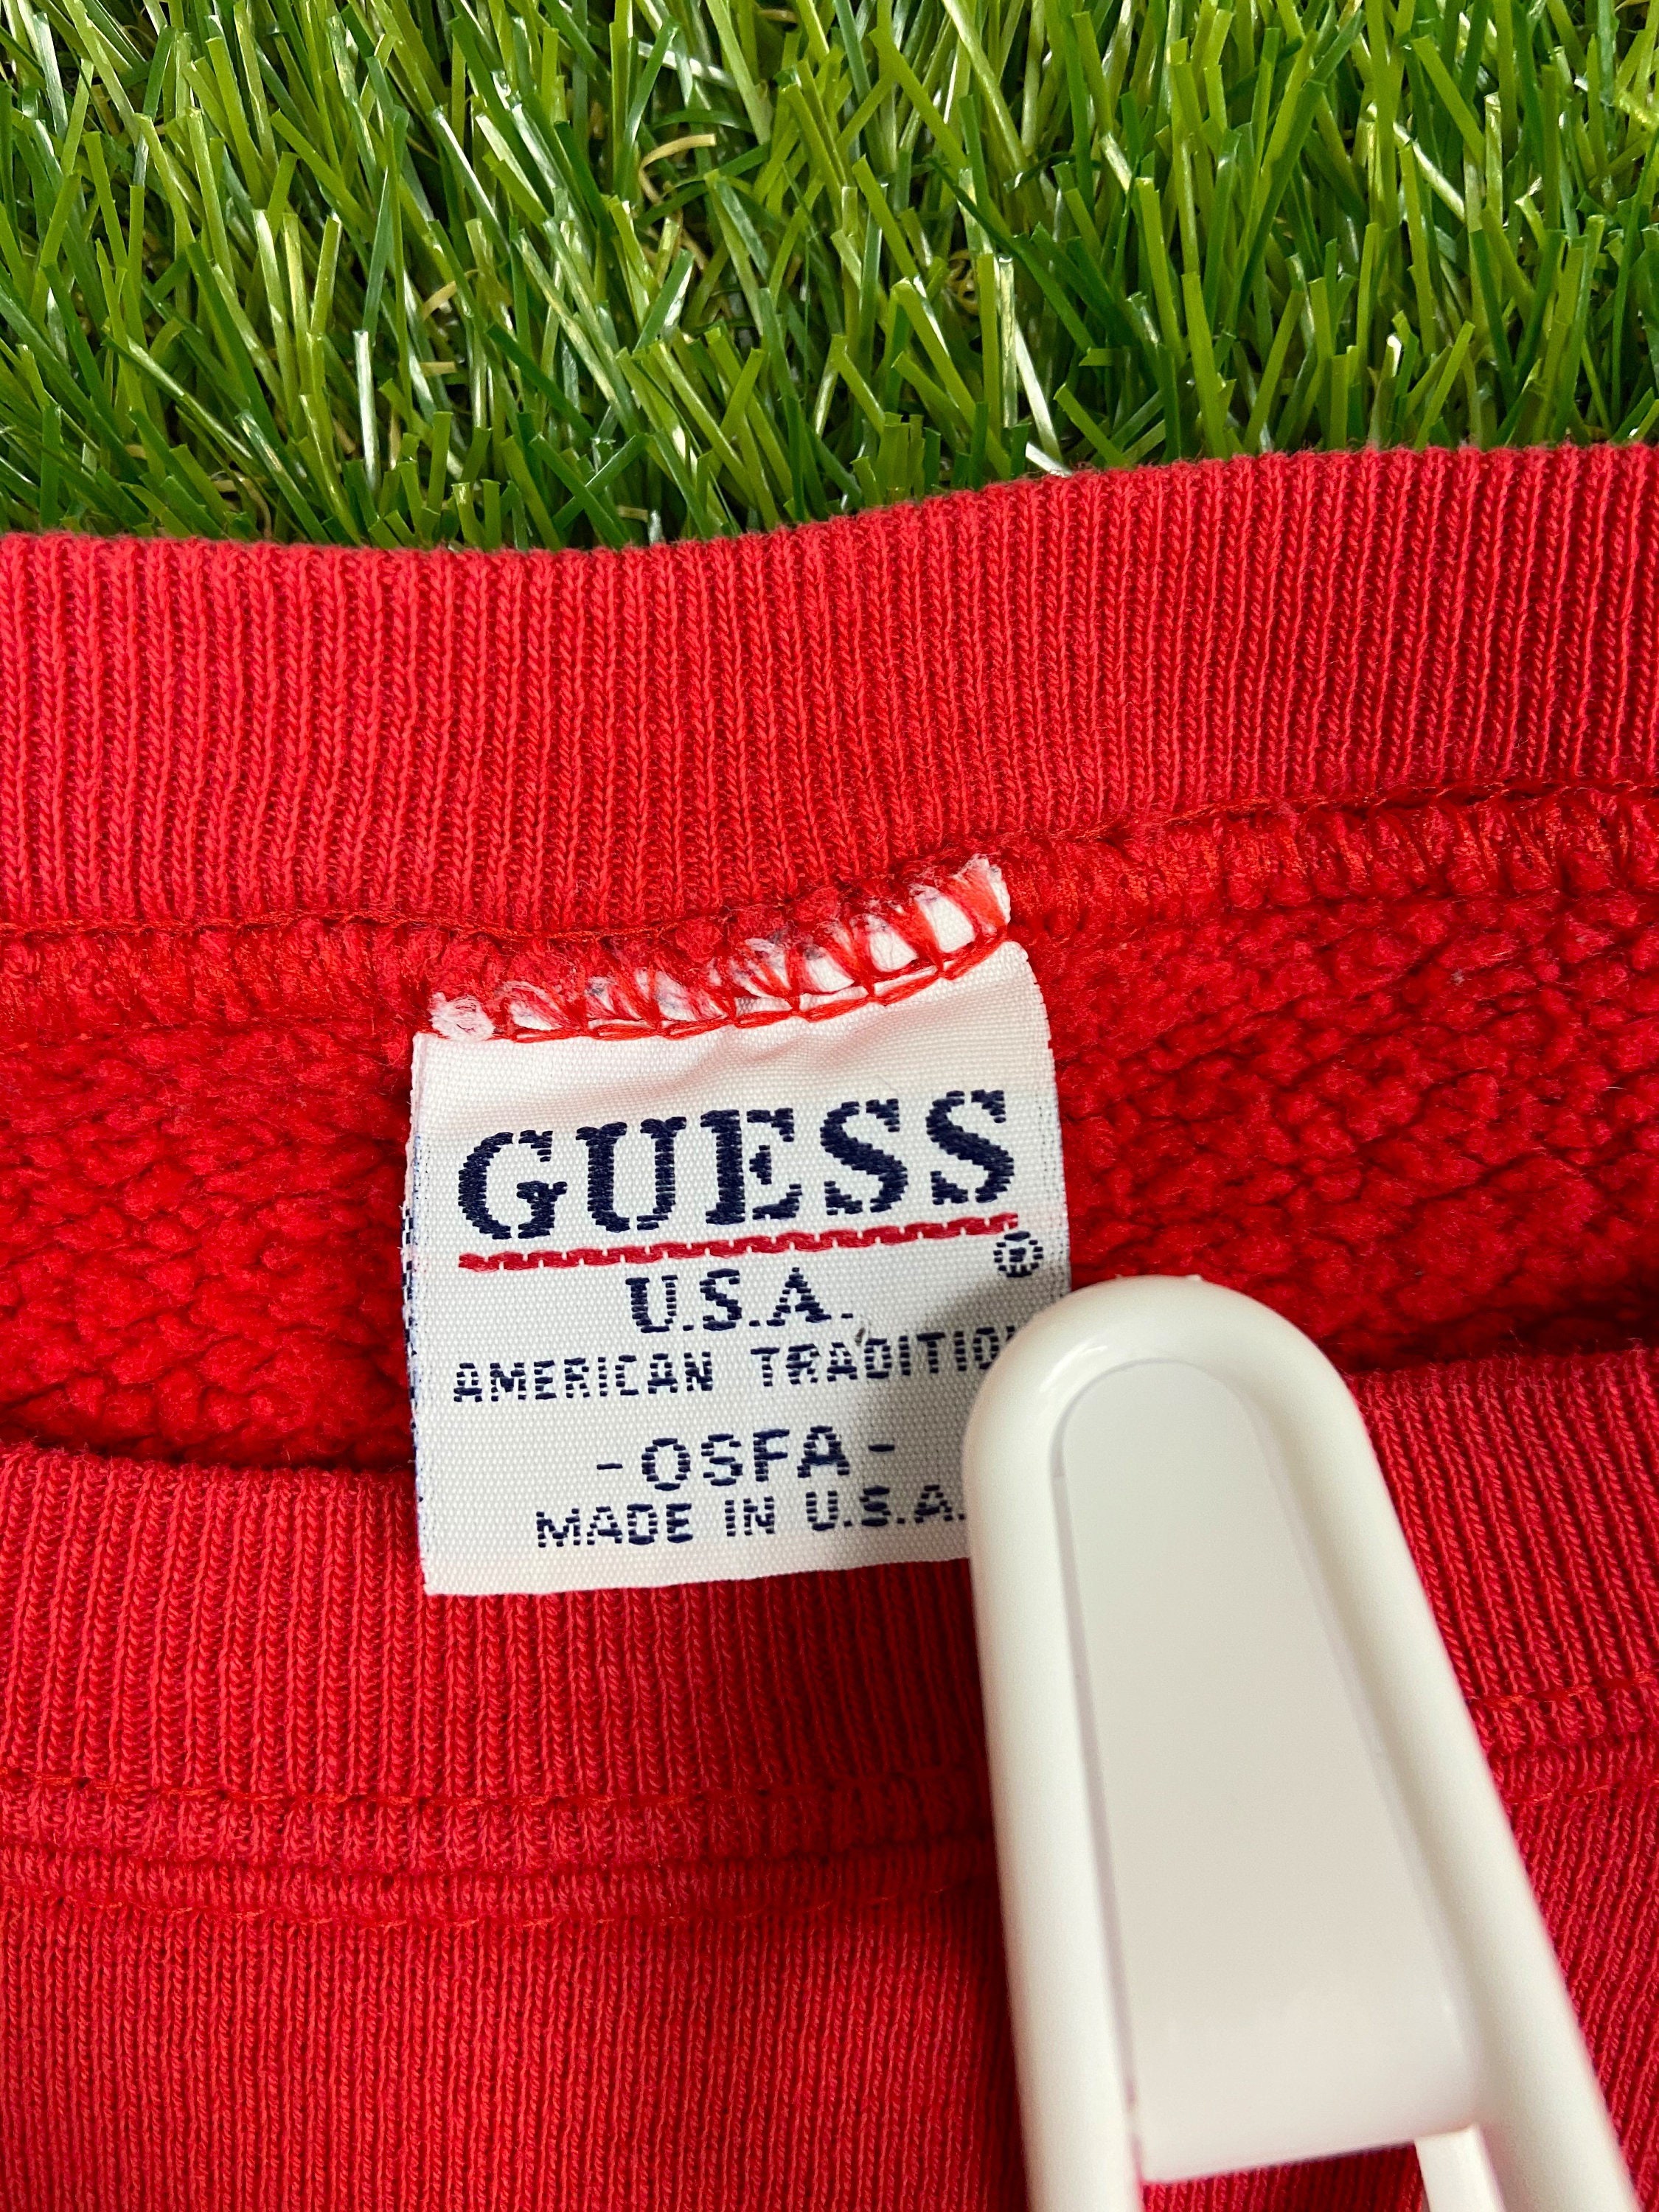 GUESS
®
U.S.A.
AMERICAN TRADITIO
-OSFA-
MADE IN U.S.A.